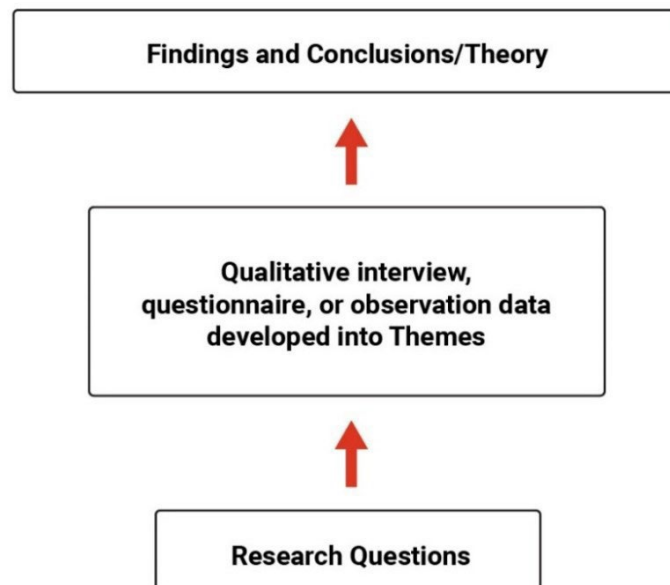 Findings and Conclusions/Theory
Qualitative interview,
questionnaire, or observation data
developed into Themes
Research Questions